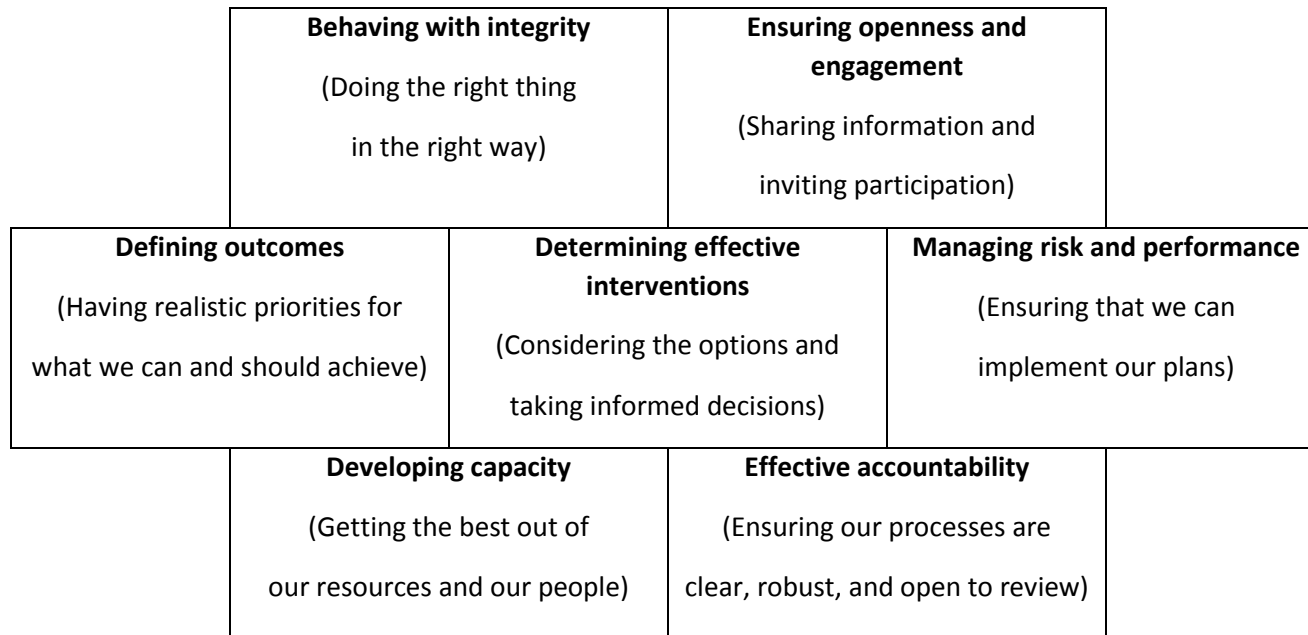 Behaving with integrity
(Doing the right thing
in the right way)
Ensuring openness and
engagement
(Sharing information and
inviting participation)
Defining outcomes
(Having realistic priorities for
what we can and should achieve)
Determining effective
interventions
(Considering the options and
taking informed decisions)
Managing risk and performance
(Ensuring that we can
implement our plans)
Developing capacity
(Getting the best out of
our resources and our people)
Effective accountability
(Ensuring our processes are
clear, robust, and open to review)